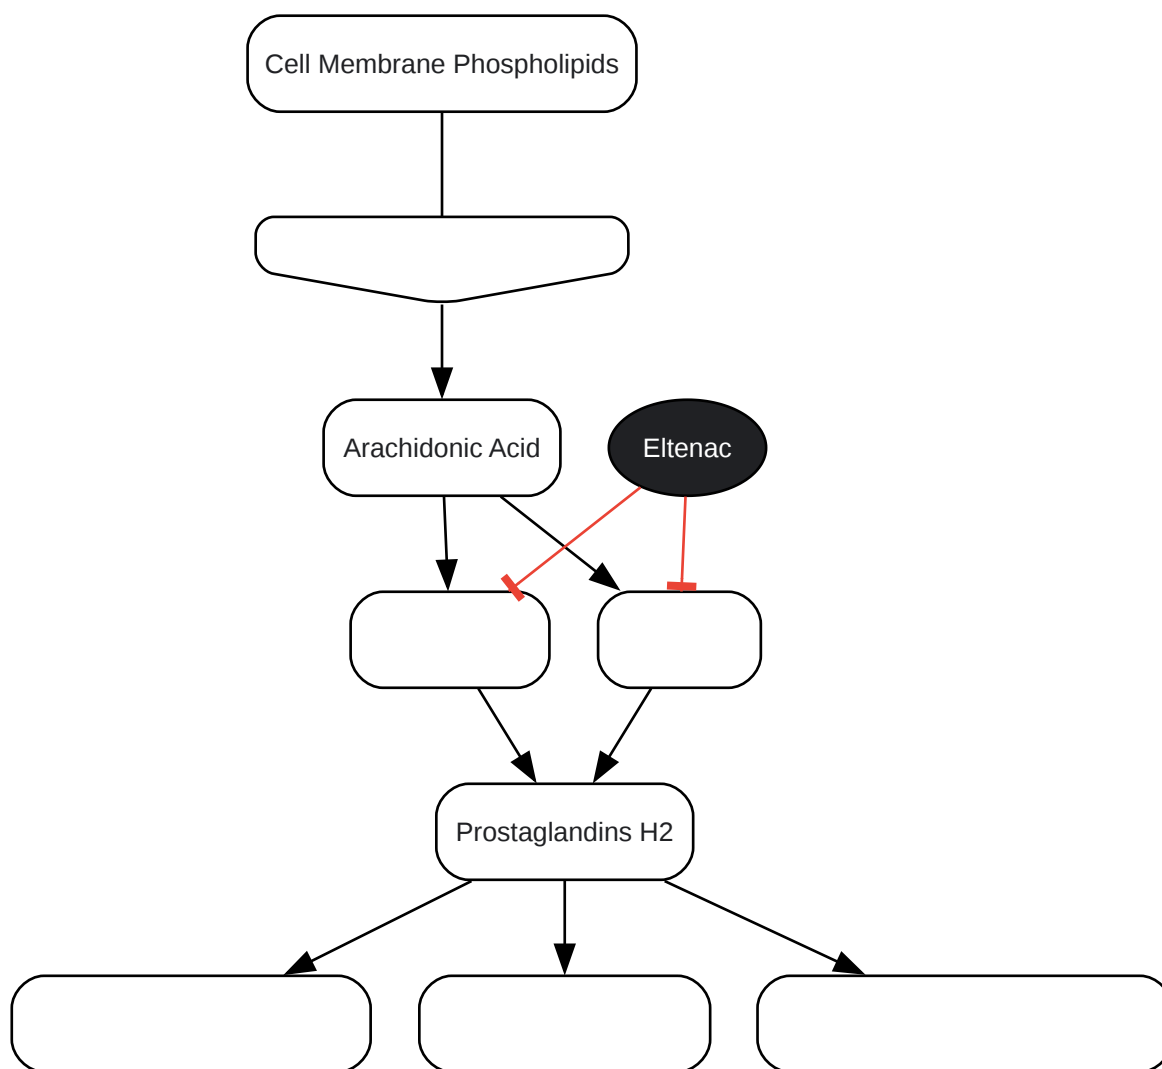 Cell Membrane Phospholipids
Arachidonic Acid
Eltenac
Prostaglandins H2